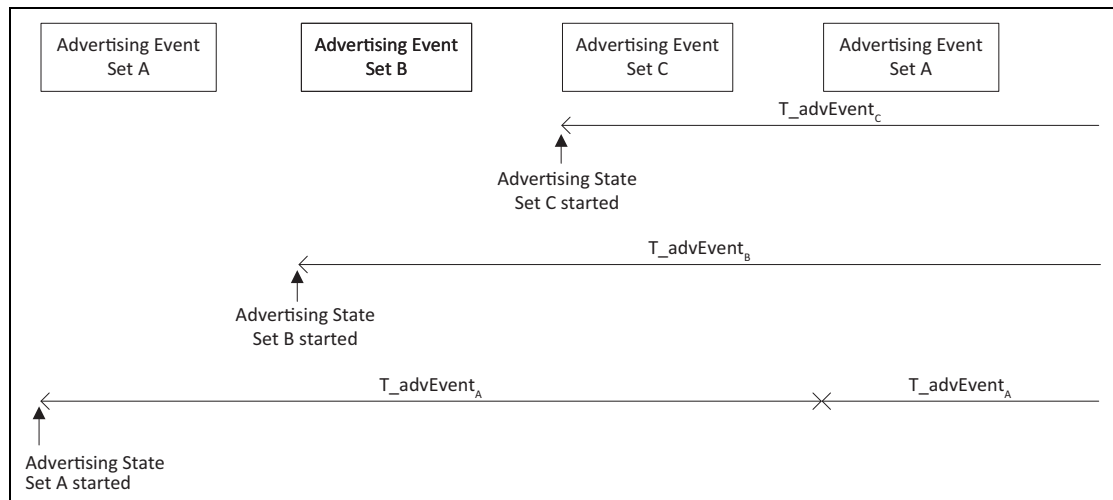 Advertising Event
Set A
Advertising Event
Set B
Advertising Event
Set C
Advertising Event
Set A
T_advEventC
Advertising State
Set C started
T_advEventB
Advertising State
Set B started
T_advEventA
T_advEventA
Advertising State
Set A started